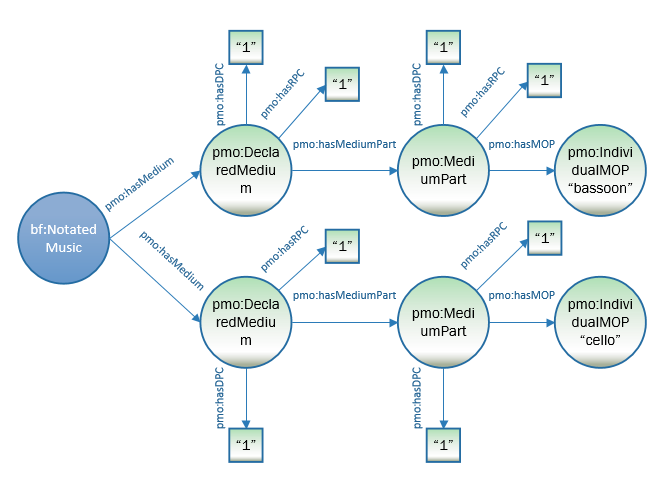 “1”
“1”
pmo:hasDPC
pmo:hasRPC
“1”
“1”
pmo:hasDPC
pmo:hasRPC
pmo:hasMedium
pmo:Decla
redMediu
m
pmo:hasMediumPart
pmo:Medi
umPart
pmo:hasMOP
pmo:Indivi
dualMOP
“bassoon”
bf:Notated
Music
pmo:hasMedium
pmo:hasRPC
“1”
pmo:hasRPC
“1”
pmo:Decla
redMediu
m
pmo:hasMediumPart
pmo:Medi
umPart
pmo:hasMOP
pmo:Indivi
dualMOP
“cello”
pmo:hasDPC
“1”
pmo:hasDPC
“1”